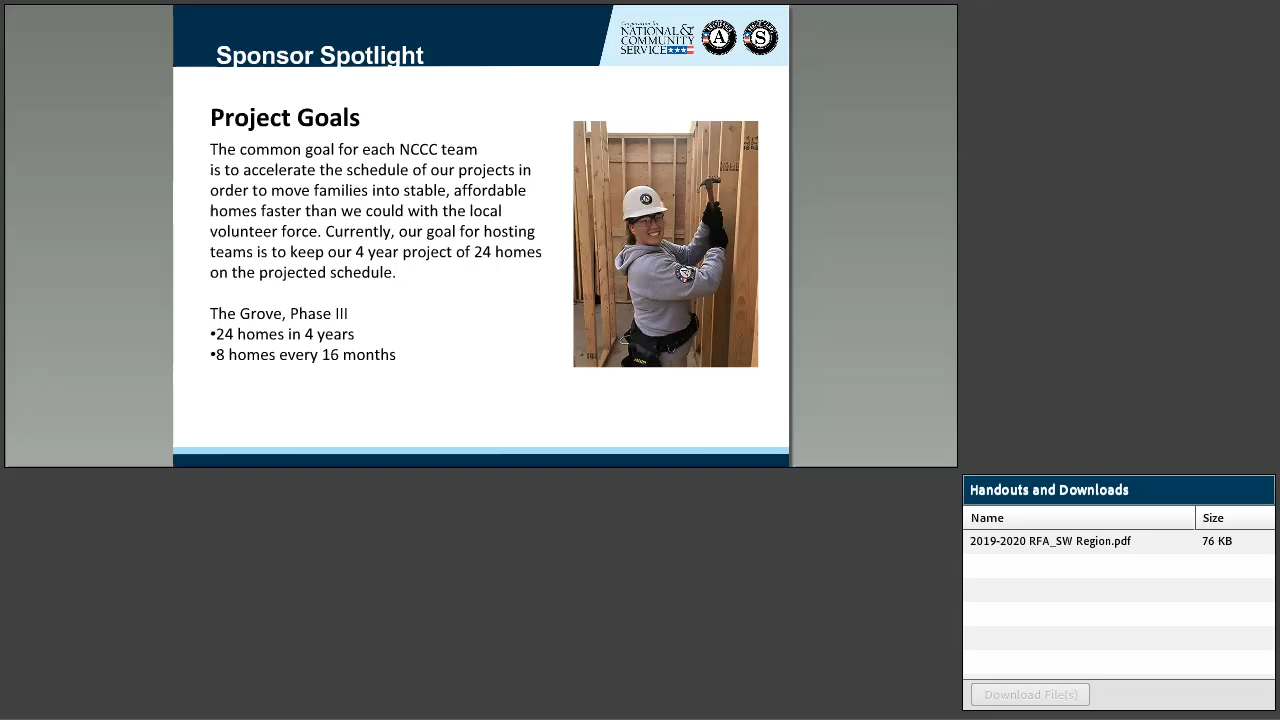 Sponsor Spotlight
Corporation for
NATIONAL &
COMMUNITY
SERVICE
A
S
Project Goals
The common goal for each NCCC team
is to accelerate the schedule of our projects in
order to move families into stable, affordable
homes faster than we could with the local
volunteer force. Currently, our goal for hosting
teams is to keep our 4 year project of 24 homes
on the projected schedule.
The Grove, Phase III
•24 homes in 4 years
•8 homes every 16 months
Handouts and Downloads
Name Size
2019-2020 RFA_SW Region.pdf 76 KB
Download File(s)